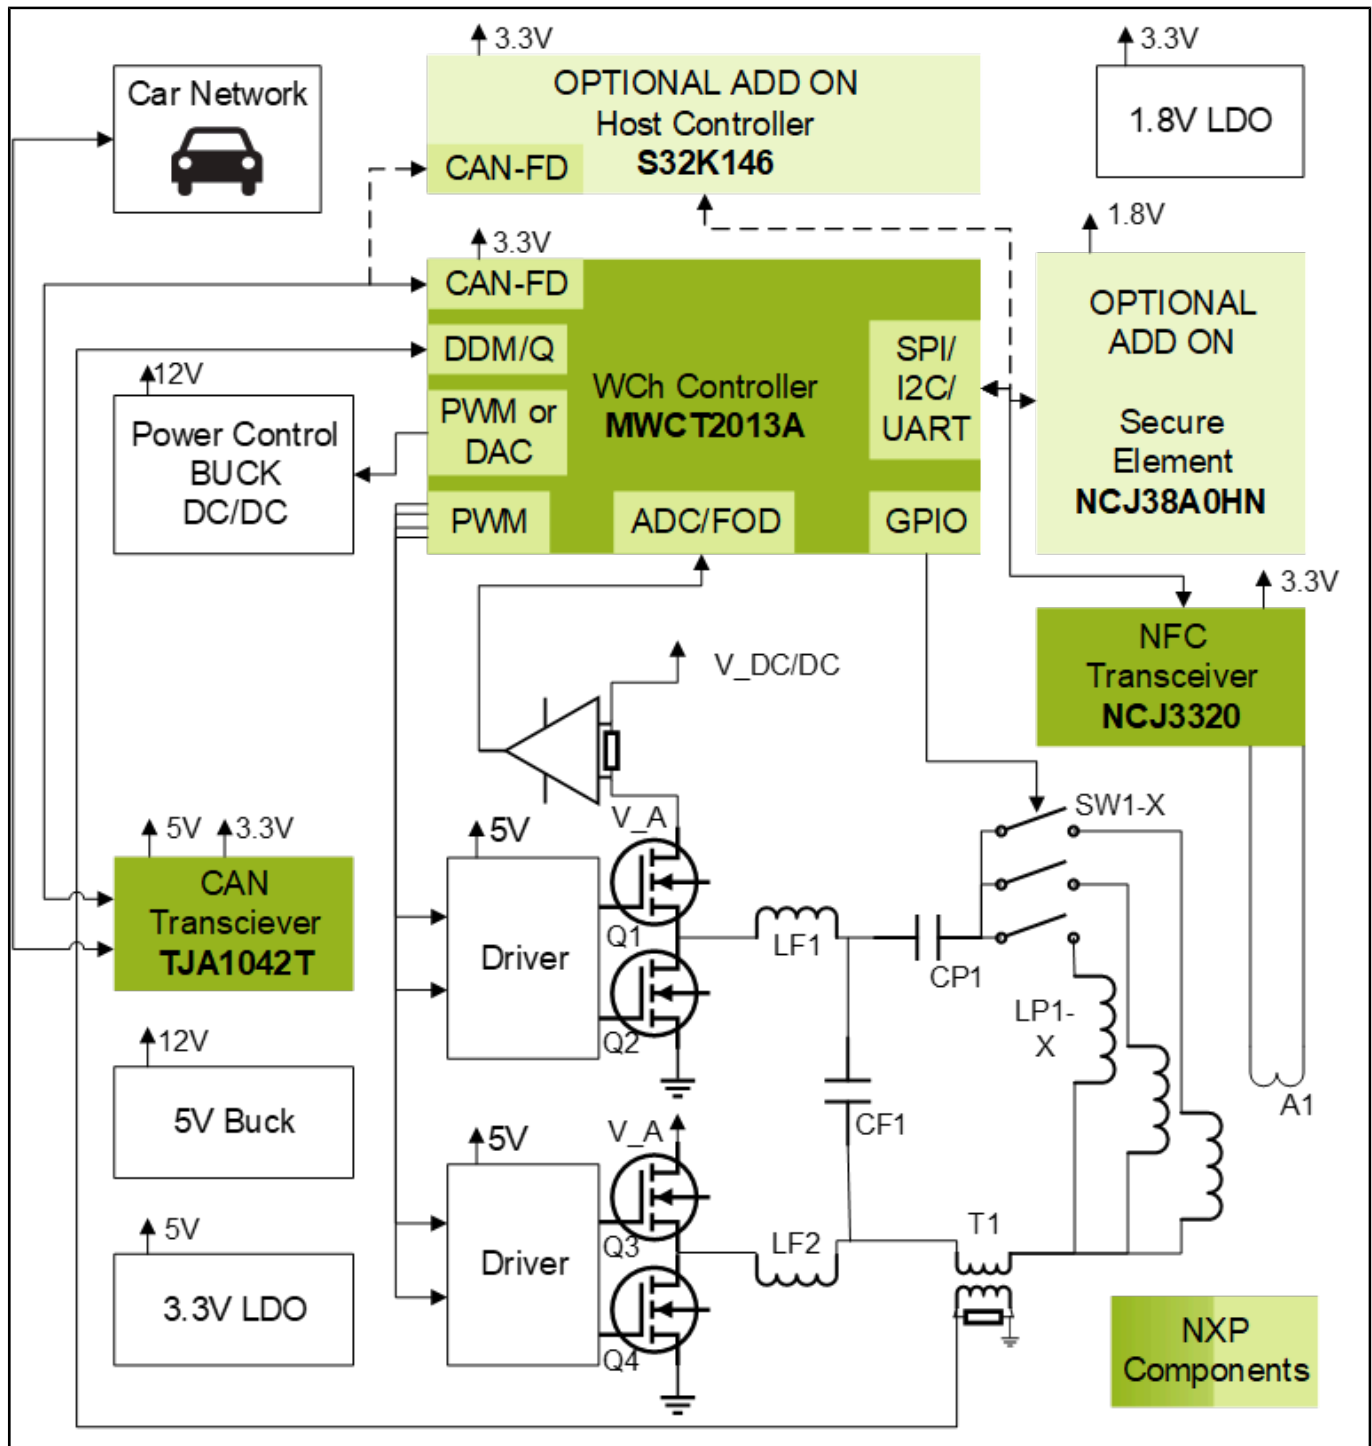 3.3V
OPTIONAL ADD ON
Host Controller
S32K146
CAN-FD
3.3V
1.8V LDO
Car Network
3.3V
CAN-FD
DDM/Q
PWM or
DAC
PWM
WCh Controller
MWCT2013A
ADC/FOD
SPI/
I2C/
UART
GPIO
1.8V
OPTIONAL
ADD ON
Secure
Element
NCJ38A0HN
12V
Power Control
BUCK
DC/DC
3.3V
NFC
Transceiver
NCJ3320
V_DC/DC
SW1-X
V_A
5V
Driver
Q1
Q2
LF1
CP1
LP1-
X
A1
CF1
5V
3.3V
CAN
Transciever
TJA1042T
12V
5V Buck
5V
3.3V LDO
V_A
5V
Driver
Q3
Q4
LF2
T1
NXP
Components